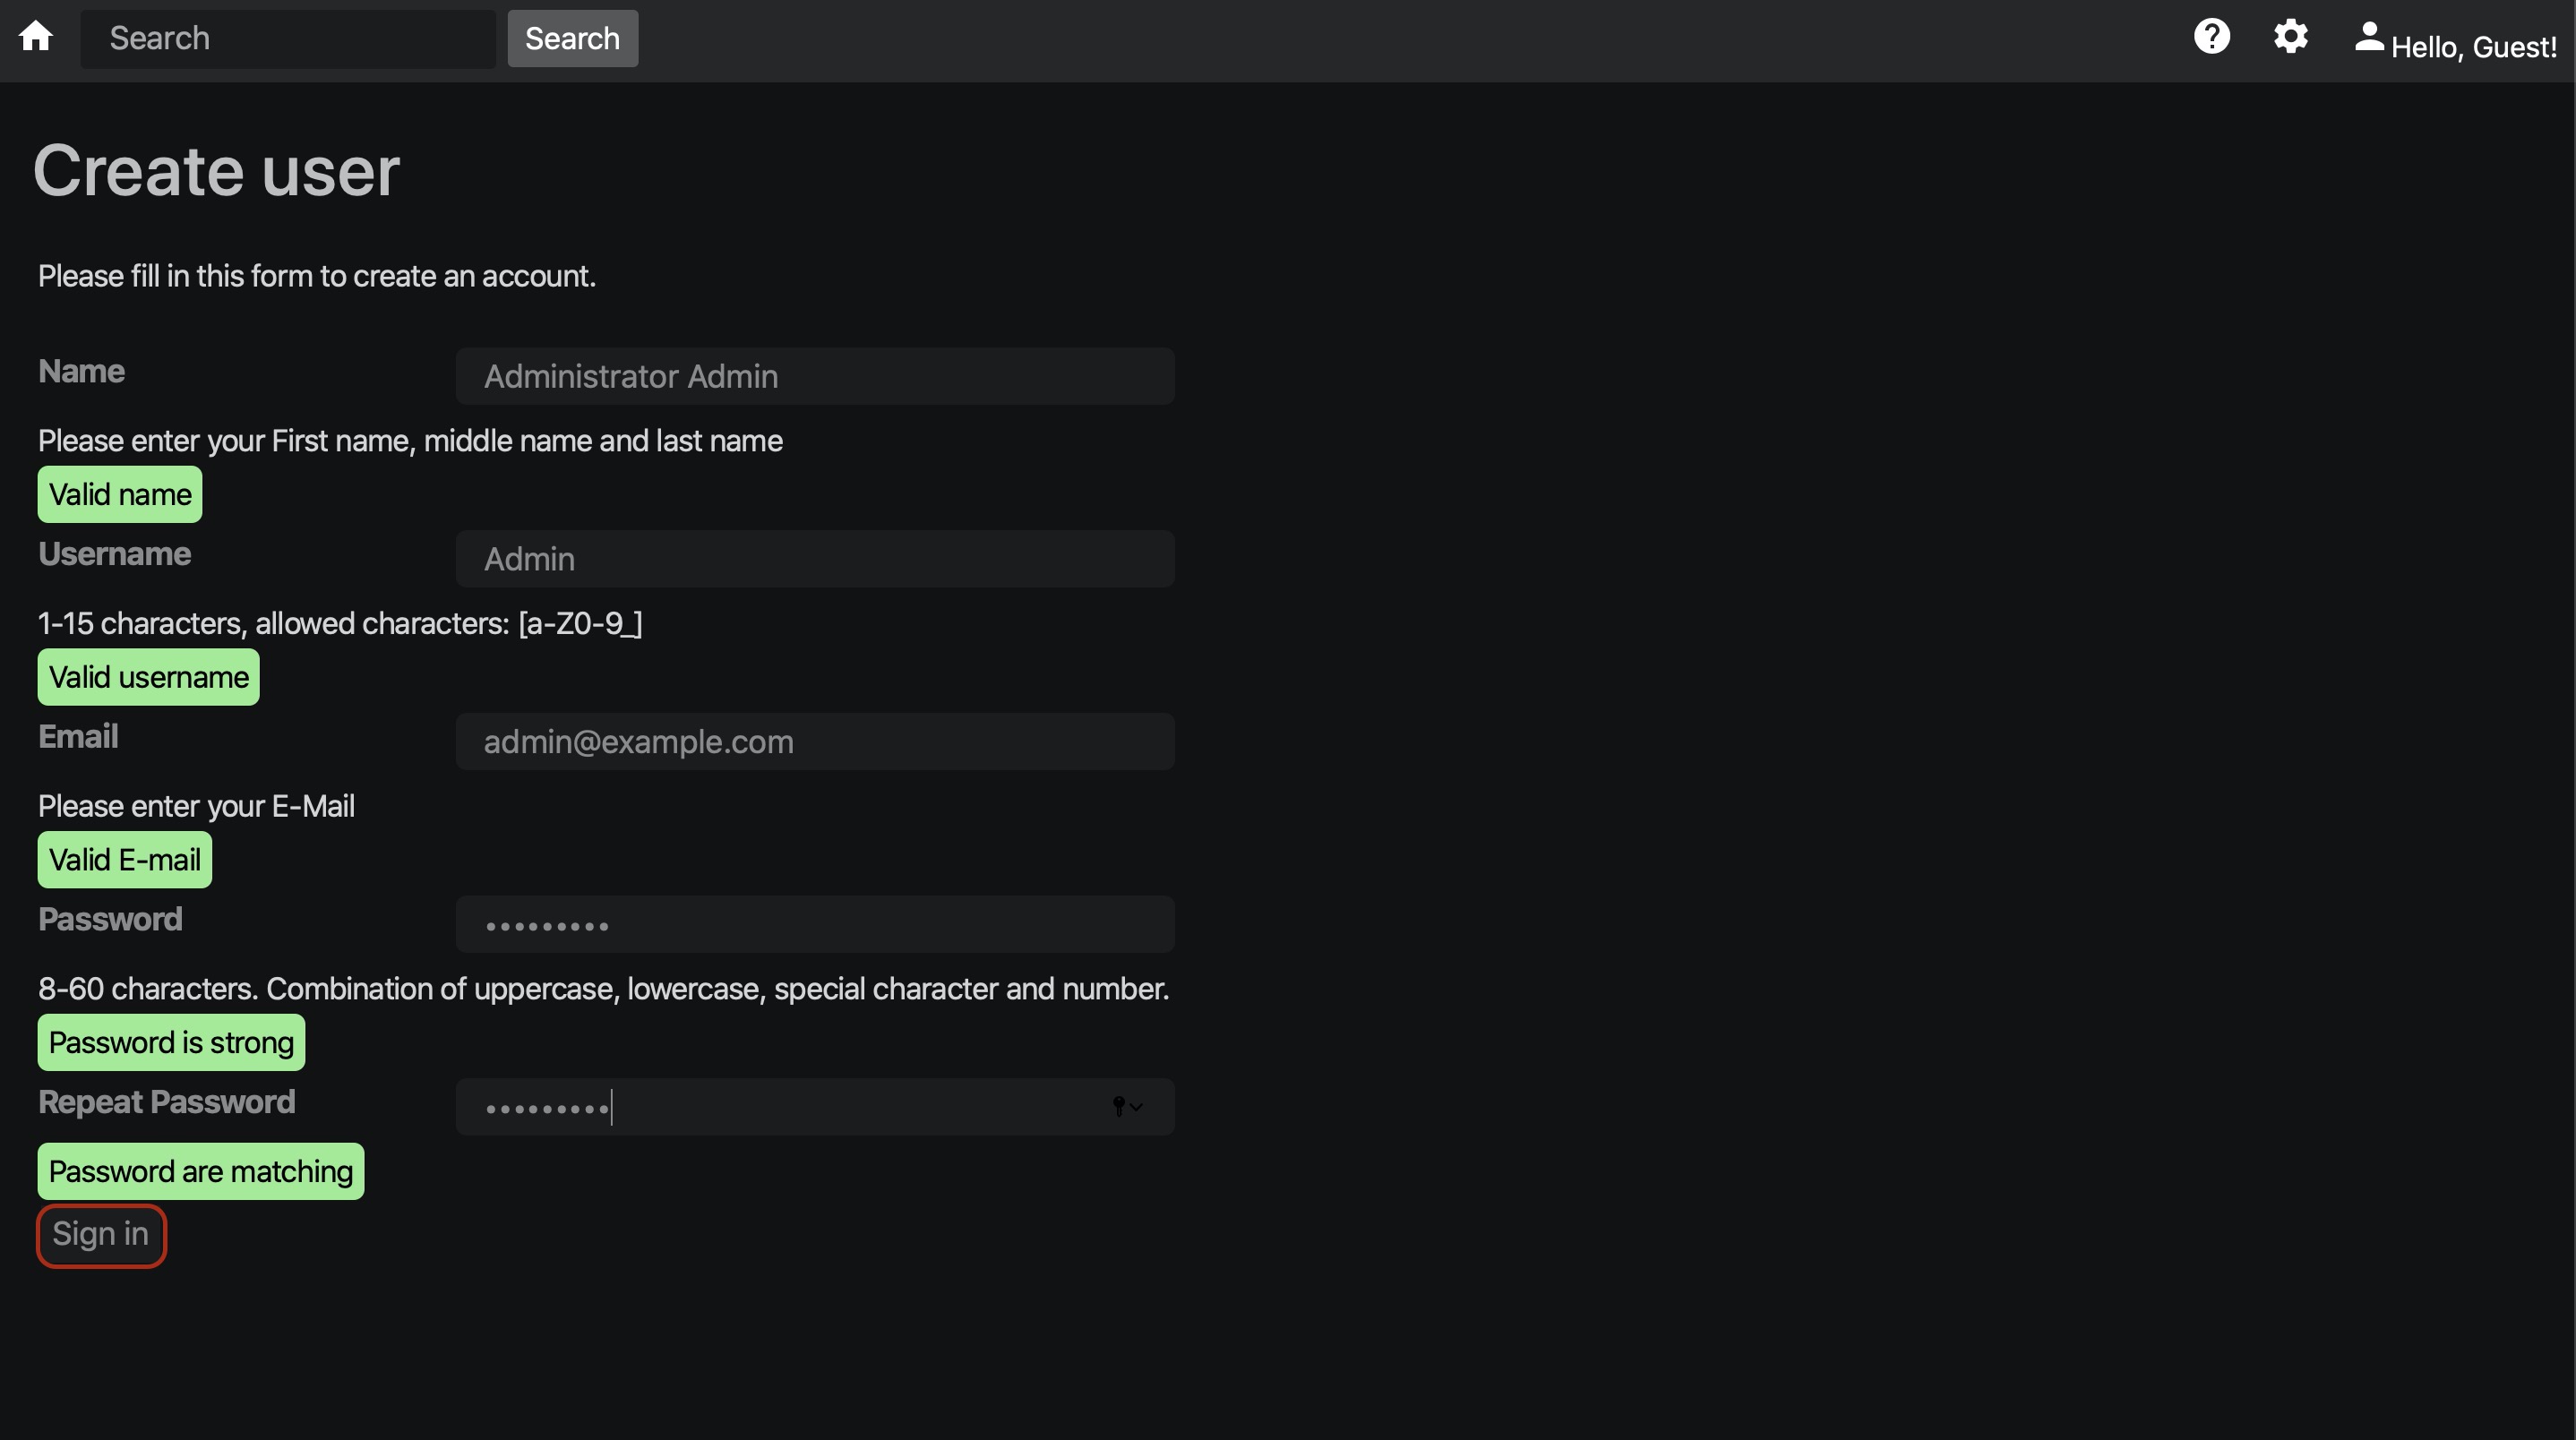 Search
Search
Hello, Guest!
Create user
Please fill in this form to create an account.
Name
Administrator Admin
Please enter your First name, middle name and last name
Valid name
Username
Admin
1-15 characters, allowed characters: [a-Z0-9_]
Valid username
Email
admin@example.com
Please enter your E-Mail
Valid E-mail
Password
•••••••••
8-60 characters. Combination of uppercase, lowercase, special character and number.
Password is strong
Repeat Password
•••••••••
Password are matching
Sign in